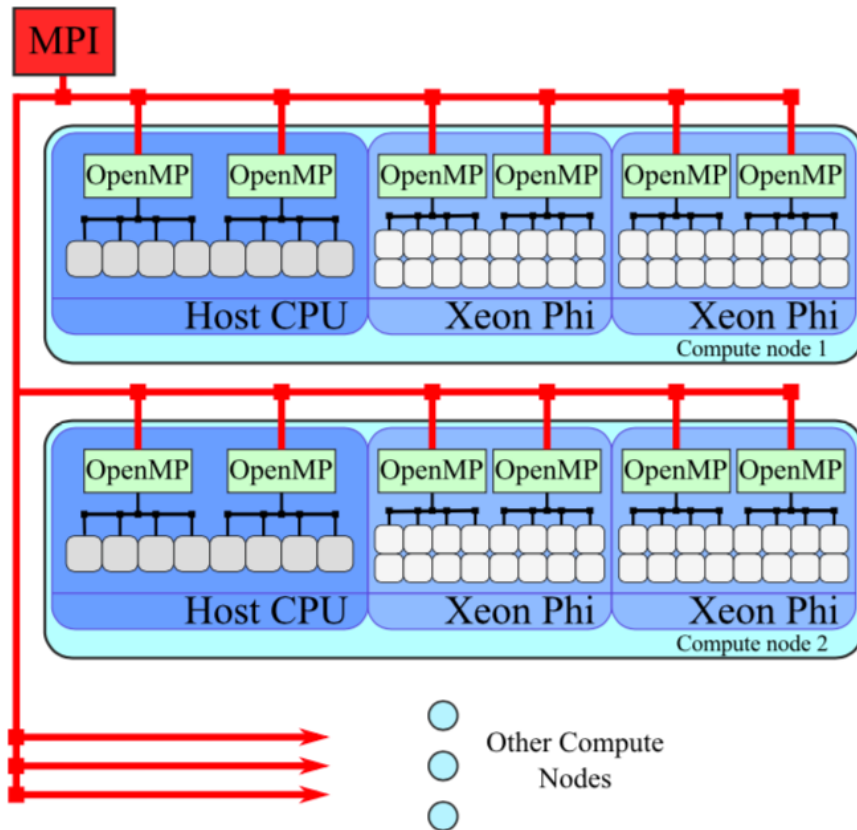 MPI
OpenMP OpenMP OpenMP OpenMP OpenMP OpenMP
Host CPU Xeon Phi Xeon Phi
Compute node 1
OpenMP OpenMP OpenMP OpenMP OpenMP OpenMP
Host CPU Xeon Phi Xeon Phi
Compute node 2
Other Compute
Nodes